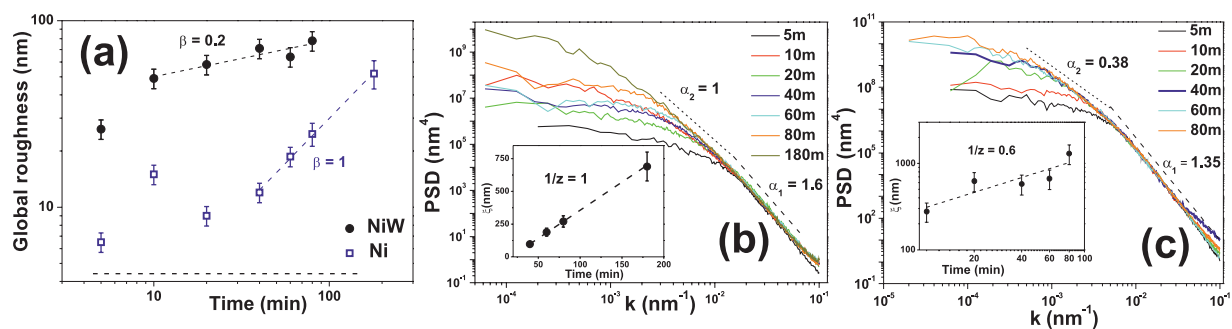 (a)
Global roughness (nm)
100
10
β = 0.2
β = 1
NiW
Ni
10
100
Time (min)
(b)
PSD (nm⁴)
10⁹
10⁷
10⁵
10³
10¹
10⁻¹
α₂ = 1
α₁ = 1.6
5m
10m
20m
40m
60m
80m
180m
ξ(nm)
750
500
250
0
1/z = 1
50
100
150
200
Time (min)
10⁻⁴
10⁻³
10⁻²
10⁻¹
k (nm⁻¹)
(c)
PSD (nm⁴)
10¹¹
10⁹
10⁷
10⁵
10³
10¹
10⁻¹
α₂ = 0.38
α₁ = 1.35
5m
10m
20m
40m
60m
80m
ξ(nm)
1000
100
1/z = 0.6
20
40
60
80
Time (min)
10⁻⁵
10⁻⁴
10⁻³
10⁻²
10⁻¹
k (nm⁻¹)